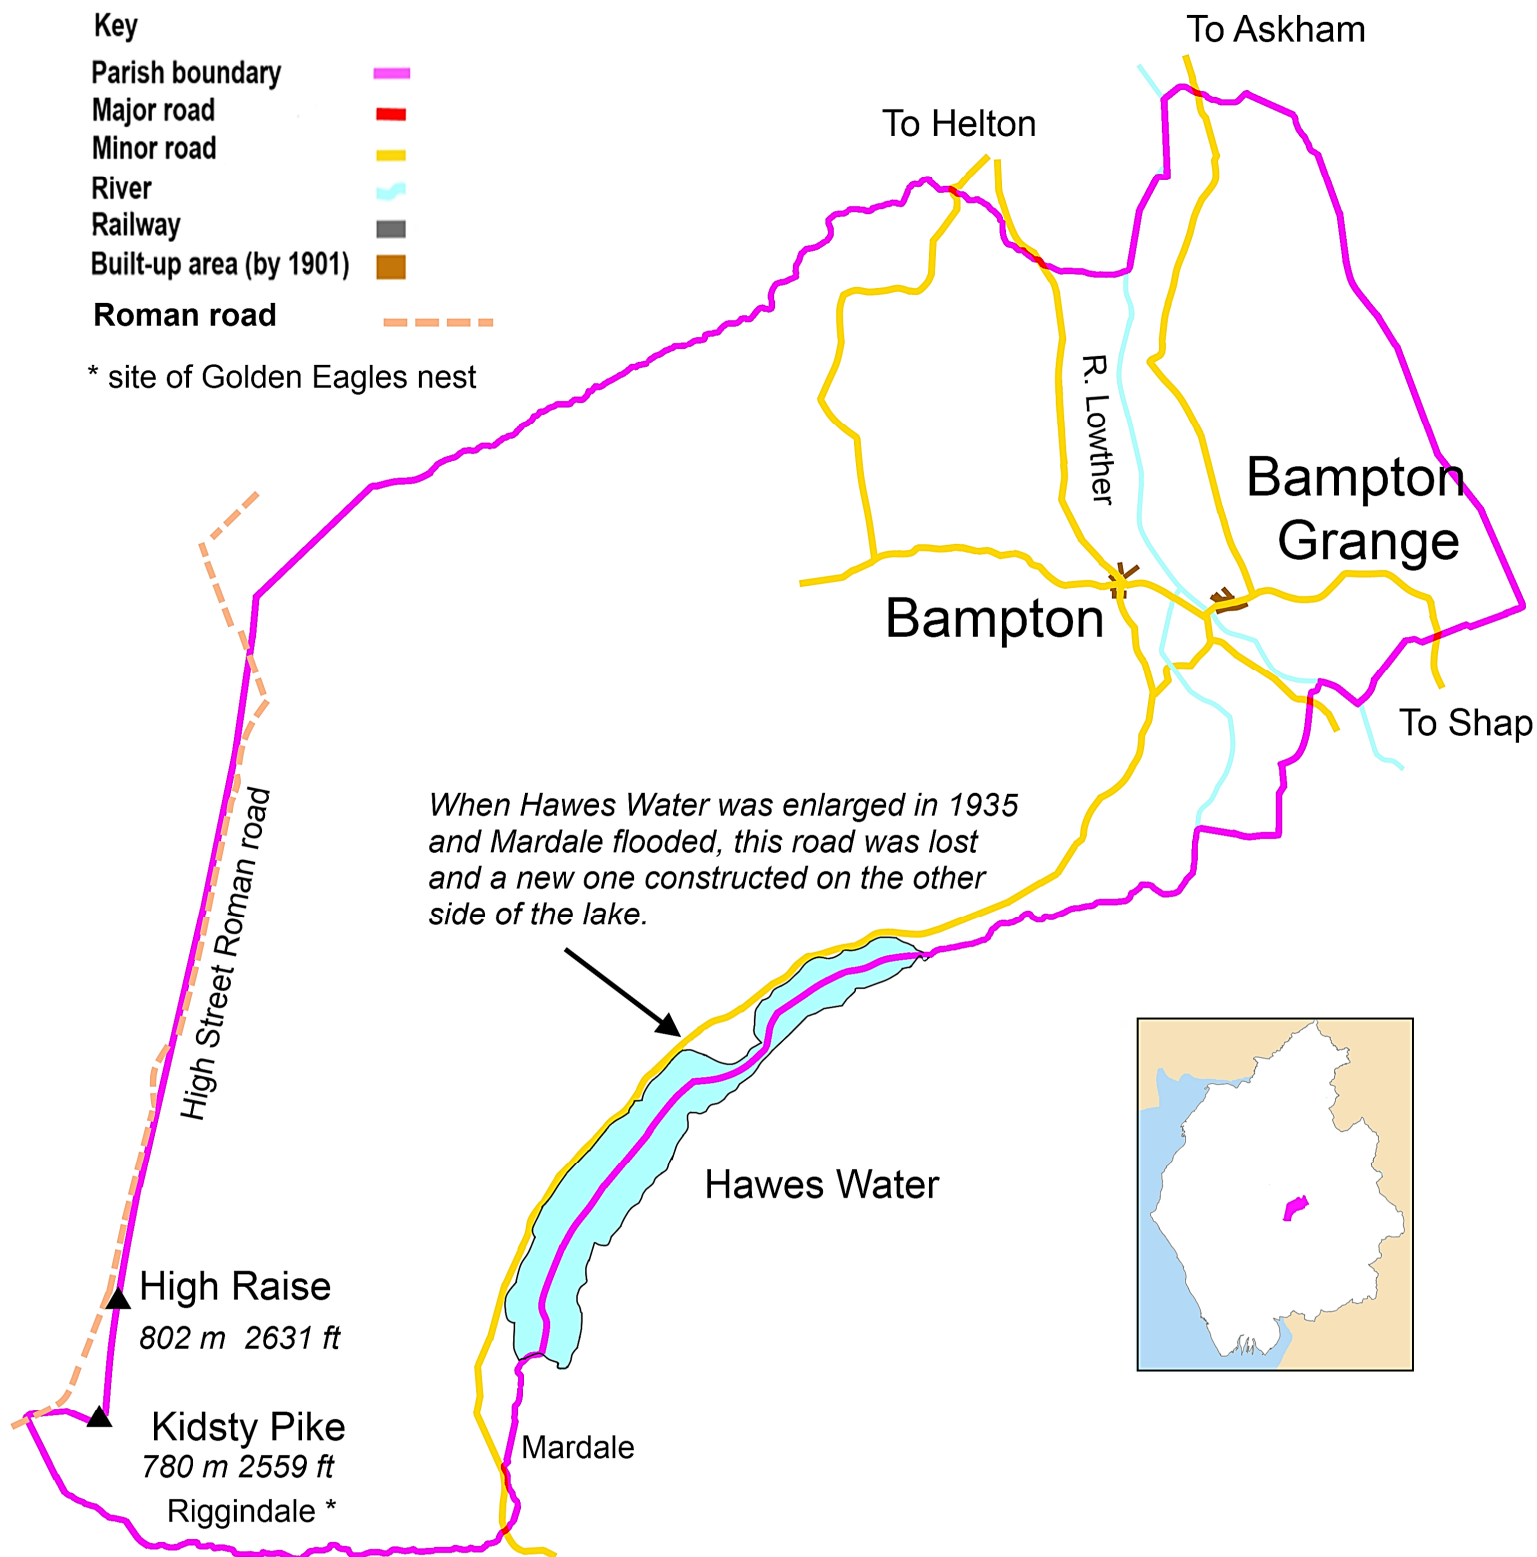 Key
Parish boundary
Major road
Minor road
River
Railway
Built-up area (by 1901)
Roman road
* site of Golden Eagles nest
To Askham
To Helton
R. Lowther
Bampton
Grange
Bampton
To Shap
When Hawes Water was enlarged in 1935
and Mardale flooded, this road was lost
and a new one constructed on the other
side of the lake.
High Street Roman road
Hawes Water
High Raise
802 m 2631 ft
Kidsty Pike
780 m 2559 ft
Riggindale *
Mardale